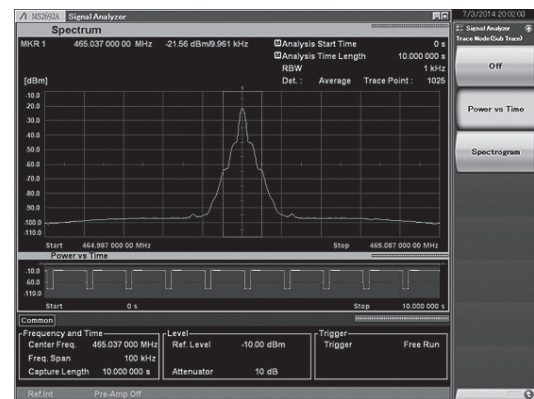 MS2692A Signal Analyzer
7/3/2014 20:02:00
Spectrum
MKR 1 465.037 000 00 MHz -21.56 dBm/9.961 kHz
Analysis Start Time 0 s
Analysis Time Length 10.000 000 s
RBW 1 kHz
[dBm] Det. : Average Trace Point : 1025
-10.0
-20.0
-30.0
-40.0
-50.0
-60.0
-70.0
-80.0
-90.0
-100.0
-110.0
Start 464.987 000 00 MHz Stop 465.087 000 00 MHz
Power vs Time
-10.0
-60.0
-110.0
Start 0 s Stop 10.000 000 s
Common
Frequency and Time
Center Freq. 465.037 000 MHz
Freq. Span 100 kHz
Capture Length 10.000 000 s
Level
Ref. Level -10.00 dBm
Attenuator 10 dB
Trigger
Trigger Free Run
Ref.Int Pre-Amp Off
Signal Analyzer
Trace Mode(Sub Trace)
Off
Power vs Time
Spectrogram